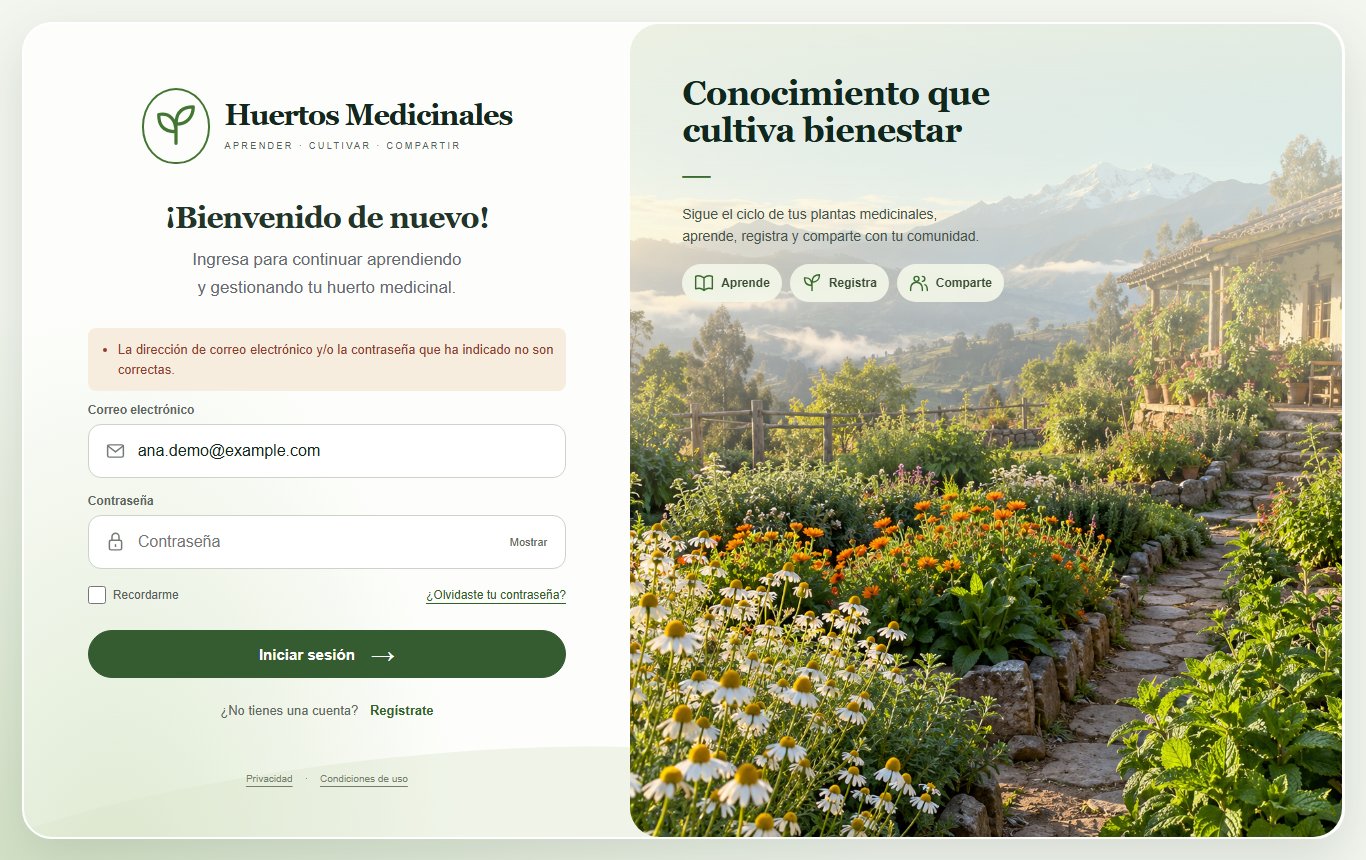 Huertos Medicinales
APRENDER · CULTIVAR · COMPARTIR
¡Bienvenido de nuevo!
Ingresa para continuar aprendiendo
y gestionando tu huerto medicinal.
• La dirección de correo electrónico y/o la contraseña que ha indicado no son
correctas.
Correo electrónico
ana.demo@example.com
Contraseña
Contraseña Mostrar
Recordarme ¿Olvidaste tu contraseña?
Iniciar sesión →
¿No tienes una cuenta? Regístrate
Privacidad · Condiciones de uso
Conocimiento que
cultiva bienestar
Sigue el ciclo de tus plantas medicinales,
aprende, registra y comparte con tu comunidad.
Aprende Registra Comparte